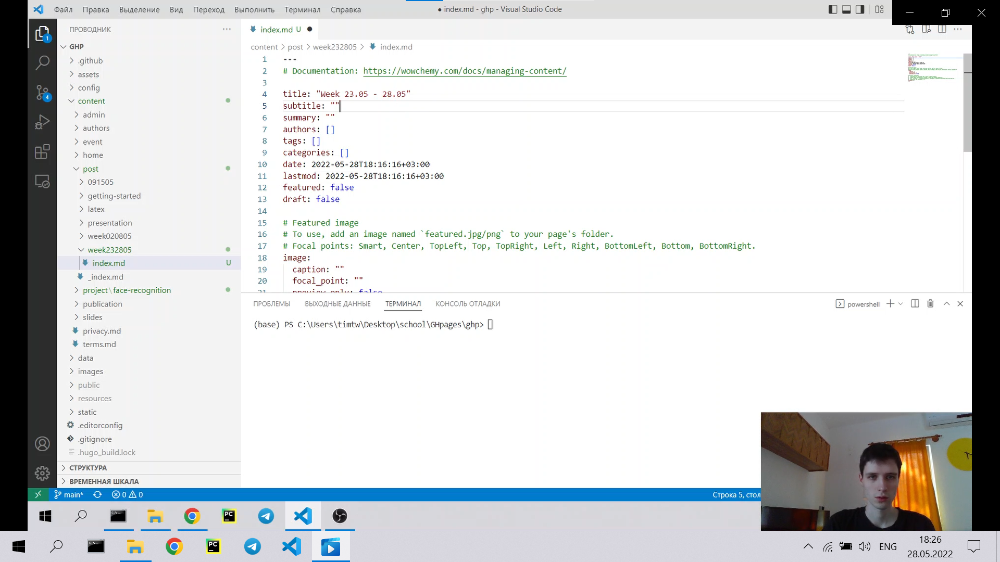 Файл Правка Выделение Вид Переход Выполнить Терминал Справка
● index.md - ghp - Visual Studio Code
ПРОВОДНИК
GHP
.github
assets
config
content
admin
authors
event
home
post
091505
getting-started
latex
presentation
week020805
week232805
index.md U
_index.md
project\face-recognition
publication
slides
privacy.md
terms.md
data
images
public
resources
static
.editorconfig
.gitignore
.hugo_build.lock
СТРУКТУРА
ВРЕМЕННАЯ ШКАЛА
1
4
index.md U
content > post > week232805 > index.md
1 ---
2 # Documentation: https://wowchemy.com/docs/managing-content/
3
4 title: "Week 23.05 - 28.05"
5 subtitle: ""
6 summary: ""
7 authors: []
8 tags: []
9 categories: []
10 date: 2022-05-28T18:16:16+03:00
11 lastmod: 2022-05-28T18:16:16+03:00
12 featured: false
13 draft: false
14
15 # Featured image
16 # To use, add an image named `featured.jpg/png` to your page's folder.
17 # Focal points: Smart, Center, TopLeft, Top, TopRight, Left, Right, BottomLeft, Bottom, BottomRight.
18 image:
19 caption: ""
20 focal_point: ""
21 preview_only: false
ПРОБЛЕМЫ ВЫХОДНЫЕ ДАННЫЕ ТЕРМИНАЛ КОНСОЛЬ ОТЛАДКИ
powershell
(base) PS C:\Users\timtw\Desktop\school\GHpages\ghp>
main* 0 0
Строка 5, стол
PC
PC
ENG
18:26
28.05.2022